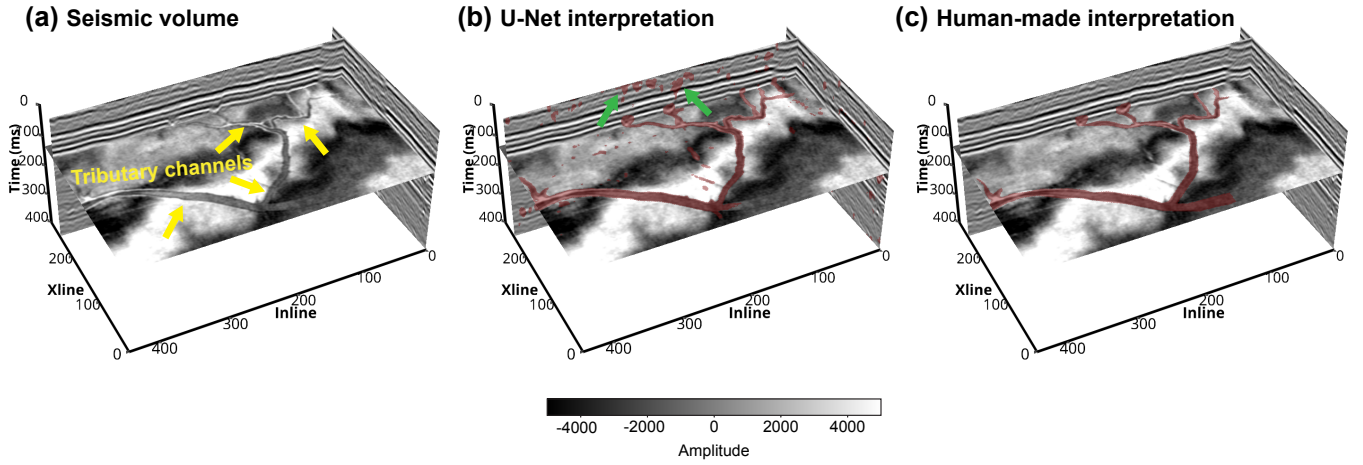 (a) Seismic volume
(b) U-Net interpretation
(c) Human-made interpretation
Tributary channels
Time (ms)
0
100
200
300
400
Xline
200
100
0
Inline
400
300
200
100
0
Time (ms)
0
100
200
300
400
Xline
200
100
0
Inline
400
300
200
100
0
Time (ms)
0
100
200
300
400
Xline
200
100
0
Inline
400
300
200
100
0
-4000 -2000 0 2000 4000
Amplitude